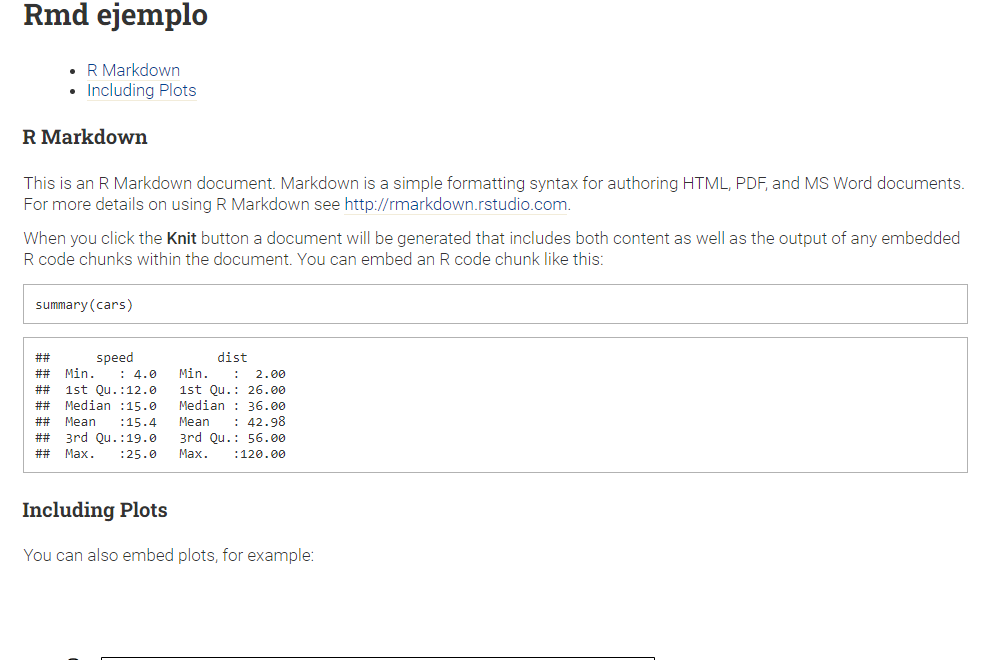 Rmd ejemplo
R Markdown
Including Plots
R Markdown
This is an R Markdown document. Markdown is a simple formatting syntax for authoring HTML, PDF, and MS Word documents.
For more details on using R Markdown see http://rmarkdown.rstudio.com.
When you click the Knit button a document will be generated that includes both content as well as the output of any embedded
R code chunks within the document. You can embed an R code chunk like this:
summary(cars)
##      speed           dist
##  Min.   : 4.0   Min.   :  2.00
##  1st Qu.:12.0   1st Qu.: 26.00
##  Median :15.0   Median : 36.00
##  Mean   :15.4   Mean   : 42.98
##  3rd Qu.:19.0   3rd Qu.: 56.00
##  Max.   :25.0   Max.   :120.00
Including Plots
You can also embed plots, for example: